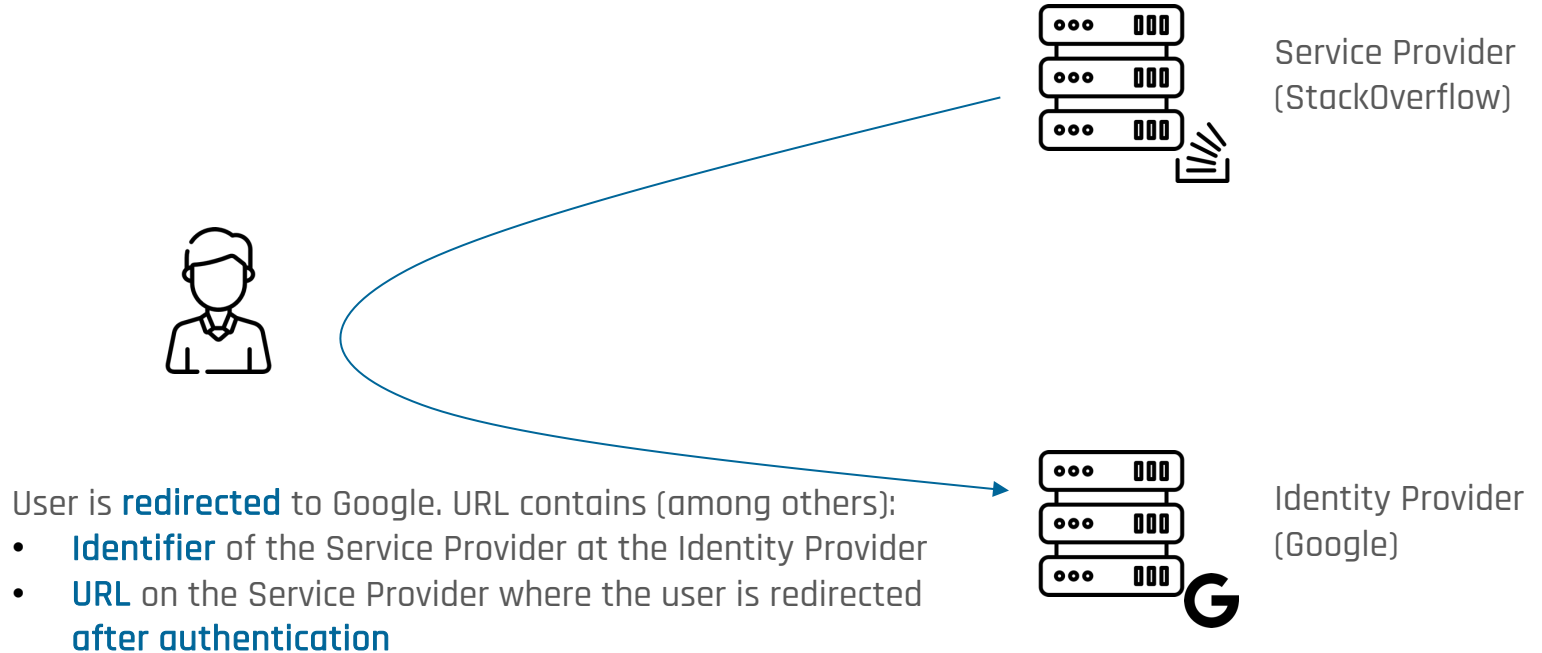 Service Provider
(StackOverflow)
User is redirected to Google. URL contains (among others):
• Identifier of the Service Provider at the Identity Provider
• URL on the Service Provider where the user is redirected
after authentication
Identity Provider
(Google)
G